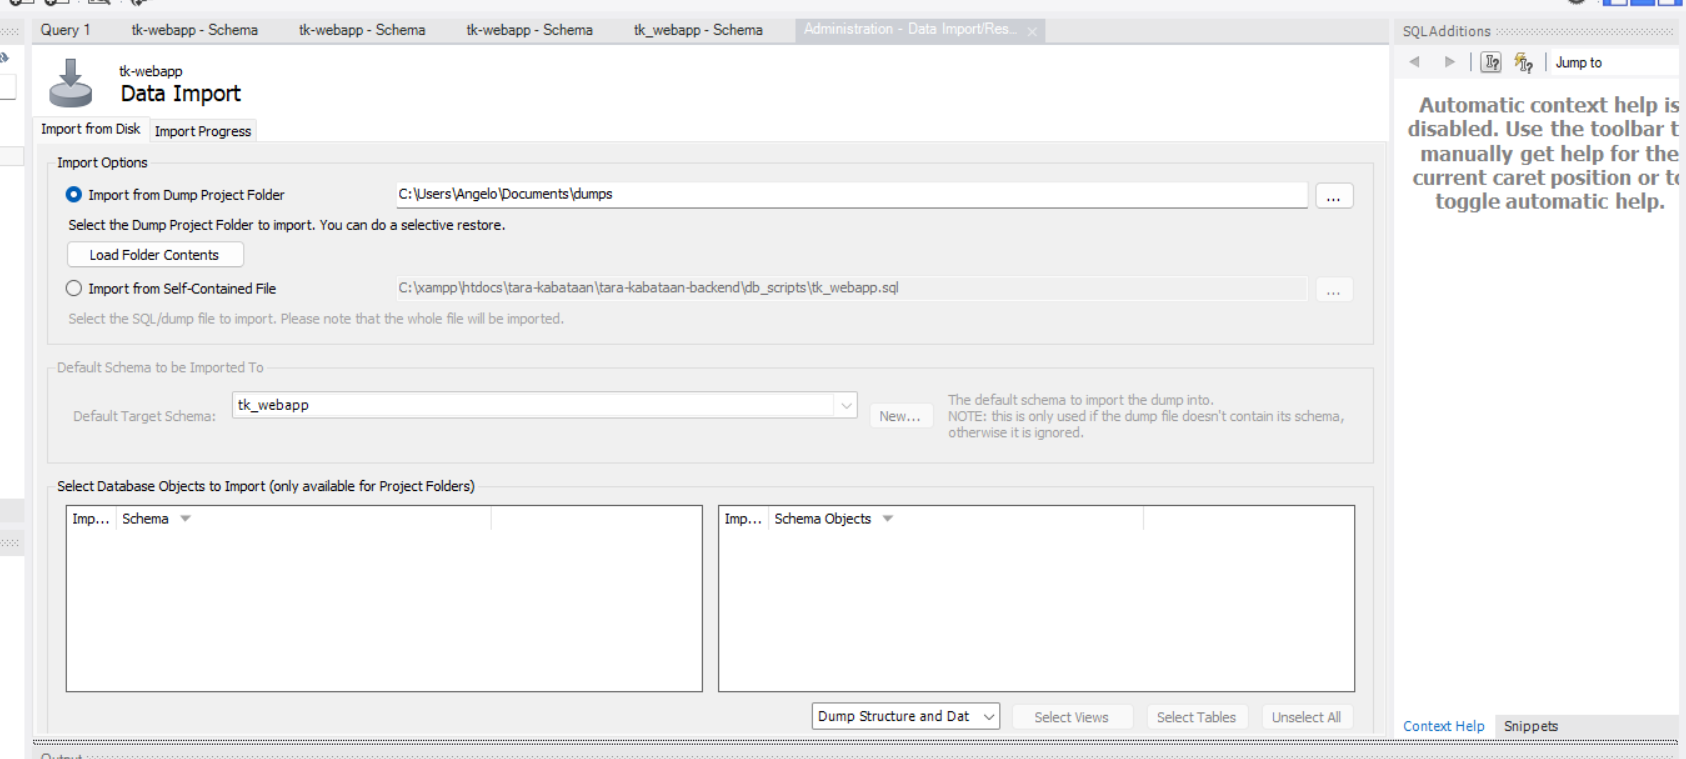 Query 1 tk-webapp - Schema tk-webapp - Schema tk-webapp - Schema tk_webapp - Schema Administration - Data Import/Res...
tk-webapp
Data Import
Import from Disk Import Progress
Import Options
Import from Dump Project Folder C:\Users\Angelo\Documents\dumps ...
Select the Dump Project Folder to import. You can do a selective restore.
Load Folder Contents
Import from Self-Contained File C:\xampp\htdocs\tara-kabataan\tara-kabataan-backend\db_scripts\tk_webapp.sql ...
Select the SQL/dump file to import. Please note that the whole file will be imported.
Default Schema to be Imported To
Default Target Schema: tk_webapp New...
The default schema to import the dump into.
NOTE: this is only used if the dump file doesn't contain its schema,
otherwise it is ignored.
Select Database Objects to Import (only available for Project Folders)
Imp... Schema Imp... Schema Objects
Dump Structure and Dat Select Views Select Tables Unselect All
Output
SQLAdditions
Jump to
Automatic context help is
disabled. Use the toolbar t
manually get help for the
current caret position or to
toggle automatic help.
Context Help Snippets